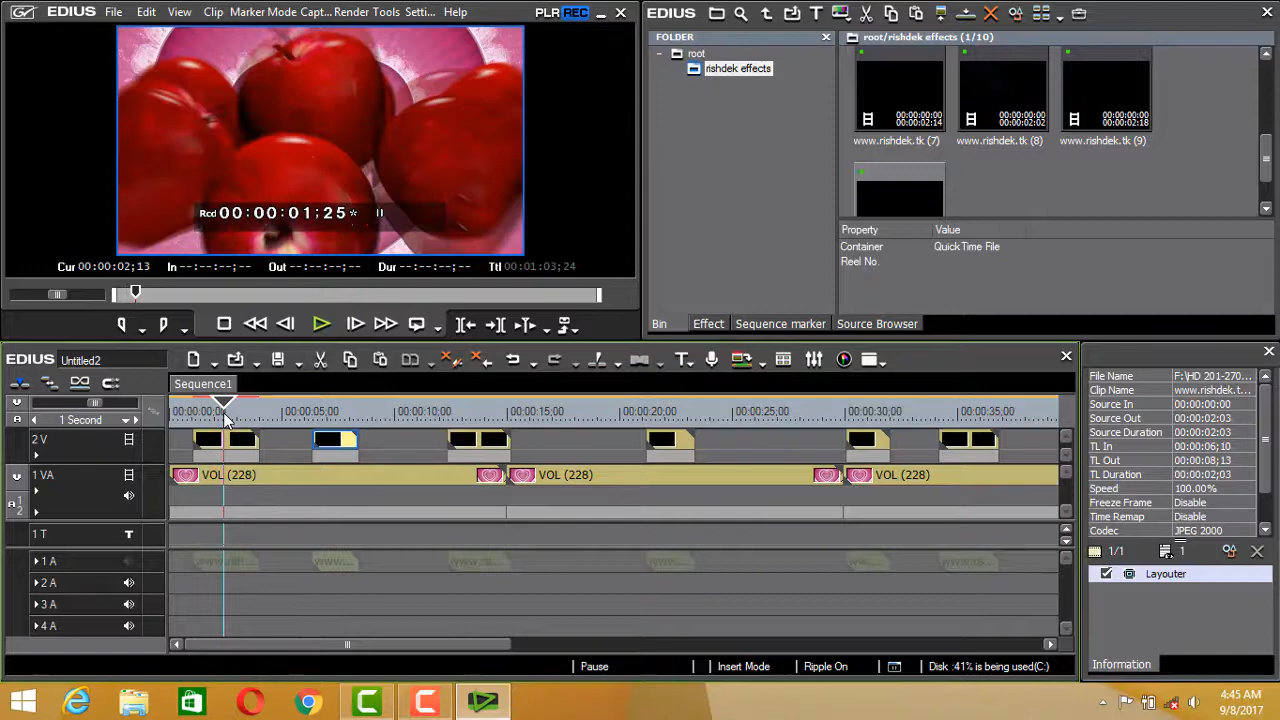 EDIUS File Edit View Clip Marker Mode Capt... Render Tools Setti... Help PLR REC
Rcd 00:00:01;25* II
Cur 00:00:02;13 In --:--:--;-- Out --:--:--;-- Dur --:--:--;-- Ttl 00:01:03;24
EDIUS
FOLDER
root
rishdek effects
root/rishdek effects (1/10)
00:00:00:00
00:00:02:14
00:00:00:00
00:00:02:02
00:00:00:00
00:00:02:18
www.rishdek.tk (7) www.rishdek.tk (8) www.rishdek.tk (9)
Property Value
Container QuickTime File
Reel No.
Bin Effect Sequence marker Source Browser
EDIUS Untitled2
Sequence1
1 Second
00:00:00;00 00:00:05;00 00:00:10;00 00:00:15;00 00:00:20;00 00:00:25;00 00:00:30;00 00:00:35;00
2 V
1 VA VOL (228) VOL (228) VOL (228)
1 T T
1 A
2 A
3 A
4 A
Pause Insert Mode Ripple On Disk :41% is being used(C:)
File Name F:\HD 201-270...
Clip Name www.rishdek.t...
Source In 00:00:00:00
Source Duration 00:00:02:03
TL In 00:00:06;10
TL Out 00:00:08;13
TL Duration 00:00:02;03
Speed 100.00%
Freeze Frame Disable
Time Remap Disable
Codec JPEG 2000
1/1 1
Layouter
Information
4:45 AM
9/8/2017